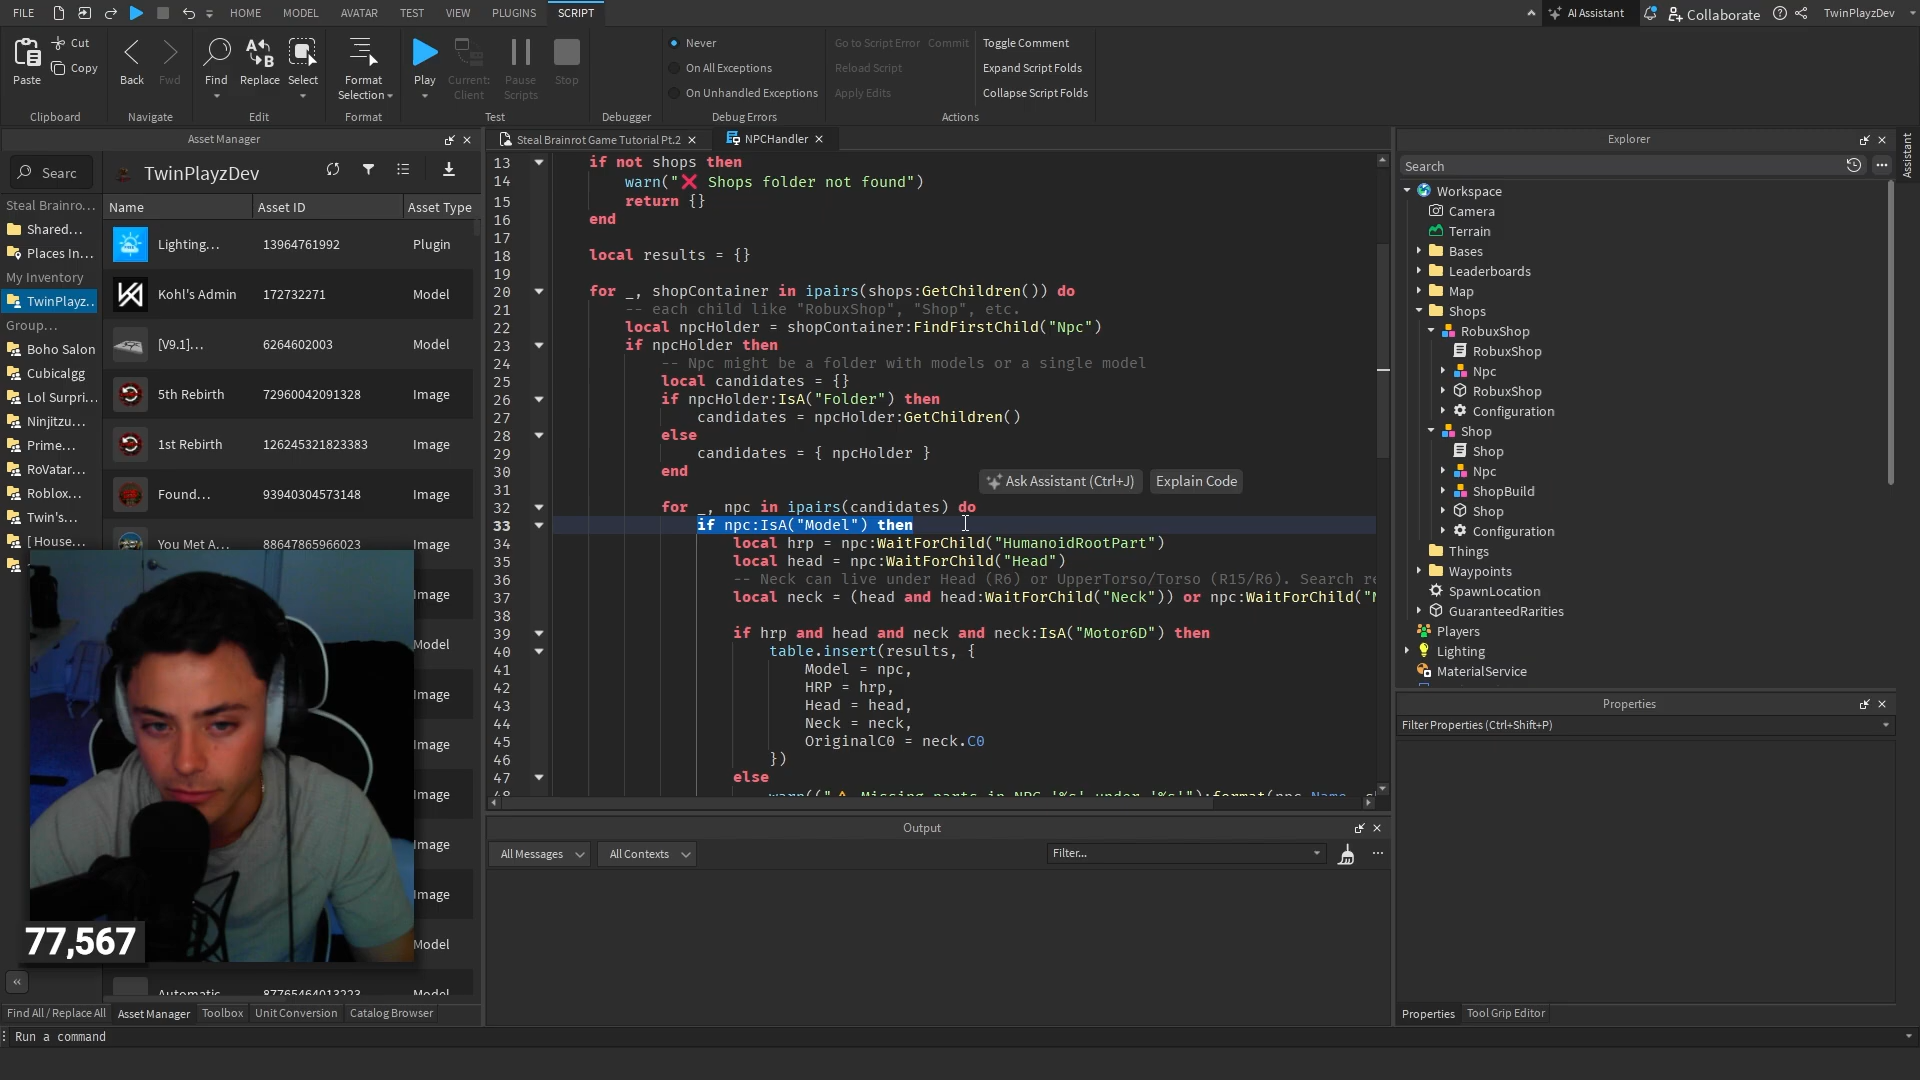 FILE
HOME
MODEL
AVATAR
TEST
VIEW
PLUGINS
SCRIPT
AI Assistant
Collaborate
TwinPlayzDev
Paste
Cut
Copy
Clipboard
Back
Fwd
Navigate
Find
Replace
Select
Edit
Format
Selection
Format
Play
Current:
Client
Pause
Scripts
Stop
Test
Debugger
Never
On All Exceptions
On Unhandled Exceptions
Debug Errors
Go to Script Error
Commit
Reload Script
Apply Edits
Toggle Comment
Expand Script Folds
Collapse Script Folds
Actions
Asset Manager
Searc
TwinPlayzDev
Steal Brainro...
Shared...
Places In...
My Inventory
TwinPlayz...
Group...
Boho Salon
Cubicalgg
Lol Surpri...
Ninjitzu...
Prime...
RoVatar...
Roblox...
Twin's...
[ House...
Name
Asset ID
Asset Type
Lighting...
13964761992
Plugin
Kohl's Admin
172732271
Model
[V9.1]...
6264602003
Model
5th Rebirth
72960042091328
Image
1st Rebirth
126245321823383
Image
Found...
93940304573148
Image
You Met A...
88647865966023
Image
Image
Model
Image
Image
Image
Image
Image
Model
Automatic
87765464013223
Model
77,567
Find All / Replace All
Asset Manager
Toolbox
Unit Conversion
Catalog Browser
Run a command
Steal Brainrot Game Tutorial Pt.2
NPCHandler
13 if not shops then
14 warn("❌ Shops folder not found")
15 return {}
16 end
17
18 local results = {}
19
20 for _, shopContainer in ipairs(shops:GetChildren()) do
21 -- each child like "RobuxShop", "Shop", etc.
22 local npcHolder = shopContainer:FindFirstChild("Npc")
23 if npcHolder then
24 -- Npc might be a folder with models or a single model
25 local candidates = {}
26 if npcHolder:IsA("Folder") then
27 candidates = npcHolder:GetChildren()
28 else
29 candidates = { npcHolder }
30 end
31
Ask Assistant (Ctrl+J)
Explain Code
32 for _, npc in ipairs(candidates) do
33 if npc:IsA("Model") then
34 local hrp = npc:WaitForChild("HumanoidRootPart")
35 local head = npc:WaitForChild("Head")
36 -- Neck can live under Head (R6) or UpperTorso/Torso (R15/R6). Search re
37 local neck = (head and head:WaitForChild("Neck")) or npc:WaitForChild("N
38
39 if hrp and head and neck and neck:IsA("Motor6D") then
40 table.insert(results, {
41 Model = npc,
42 HRP = hrp,
43 Head = head,
44 Neck = neck,
45 OriginalC0 = neck.C0
46 })
47 else
48 warn(("⚠ Missing parts in NPC '%s' under '%s'"):format(npc.Name,
Output
All Messages
All Contexts
Filter...
Explorer
Assistant
Search
Workspace
Camera
Terrain
Bases
Leaderboards
Map
Shops
RobuxShop
RobuxShop
Npc
RobuxShop
Configuration
Shop
Shop
Npc
ShopBuild
Shop
Configuration
Things
Waypoints
SpawnLocation
GuaranteedRarities
Players
Lighting
MaterialService
Properties
Filter Properties (Ctrl+Shift+P)
Properties
Tool Grip Editor